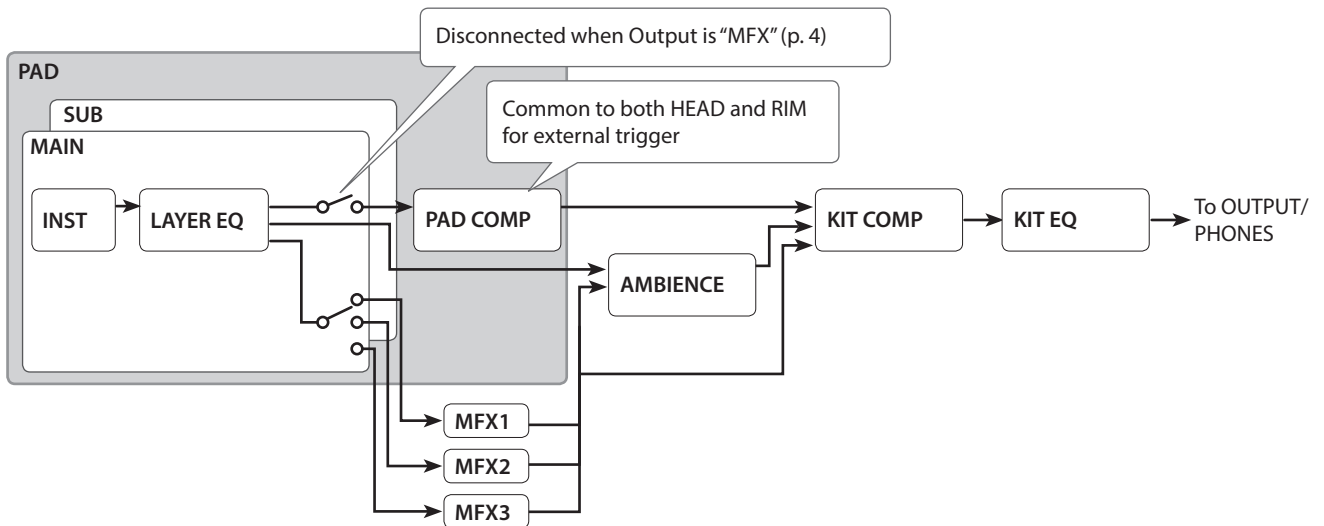 Disconnected when Output is “MFX” (p. 4)
PAD
SUB
Common to both HEAD and RIM
for external trigger
MAIN
INST
LAYER EQ
PAD COMP
KIT COMP
KIT EQ
To OUTPUT/
PHONES
AMBIENCE
MFX1
MFX2
MFX3